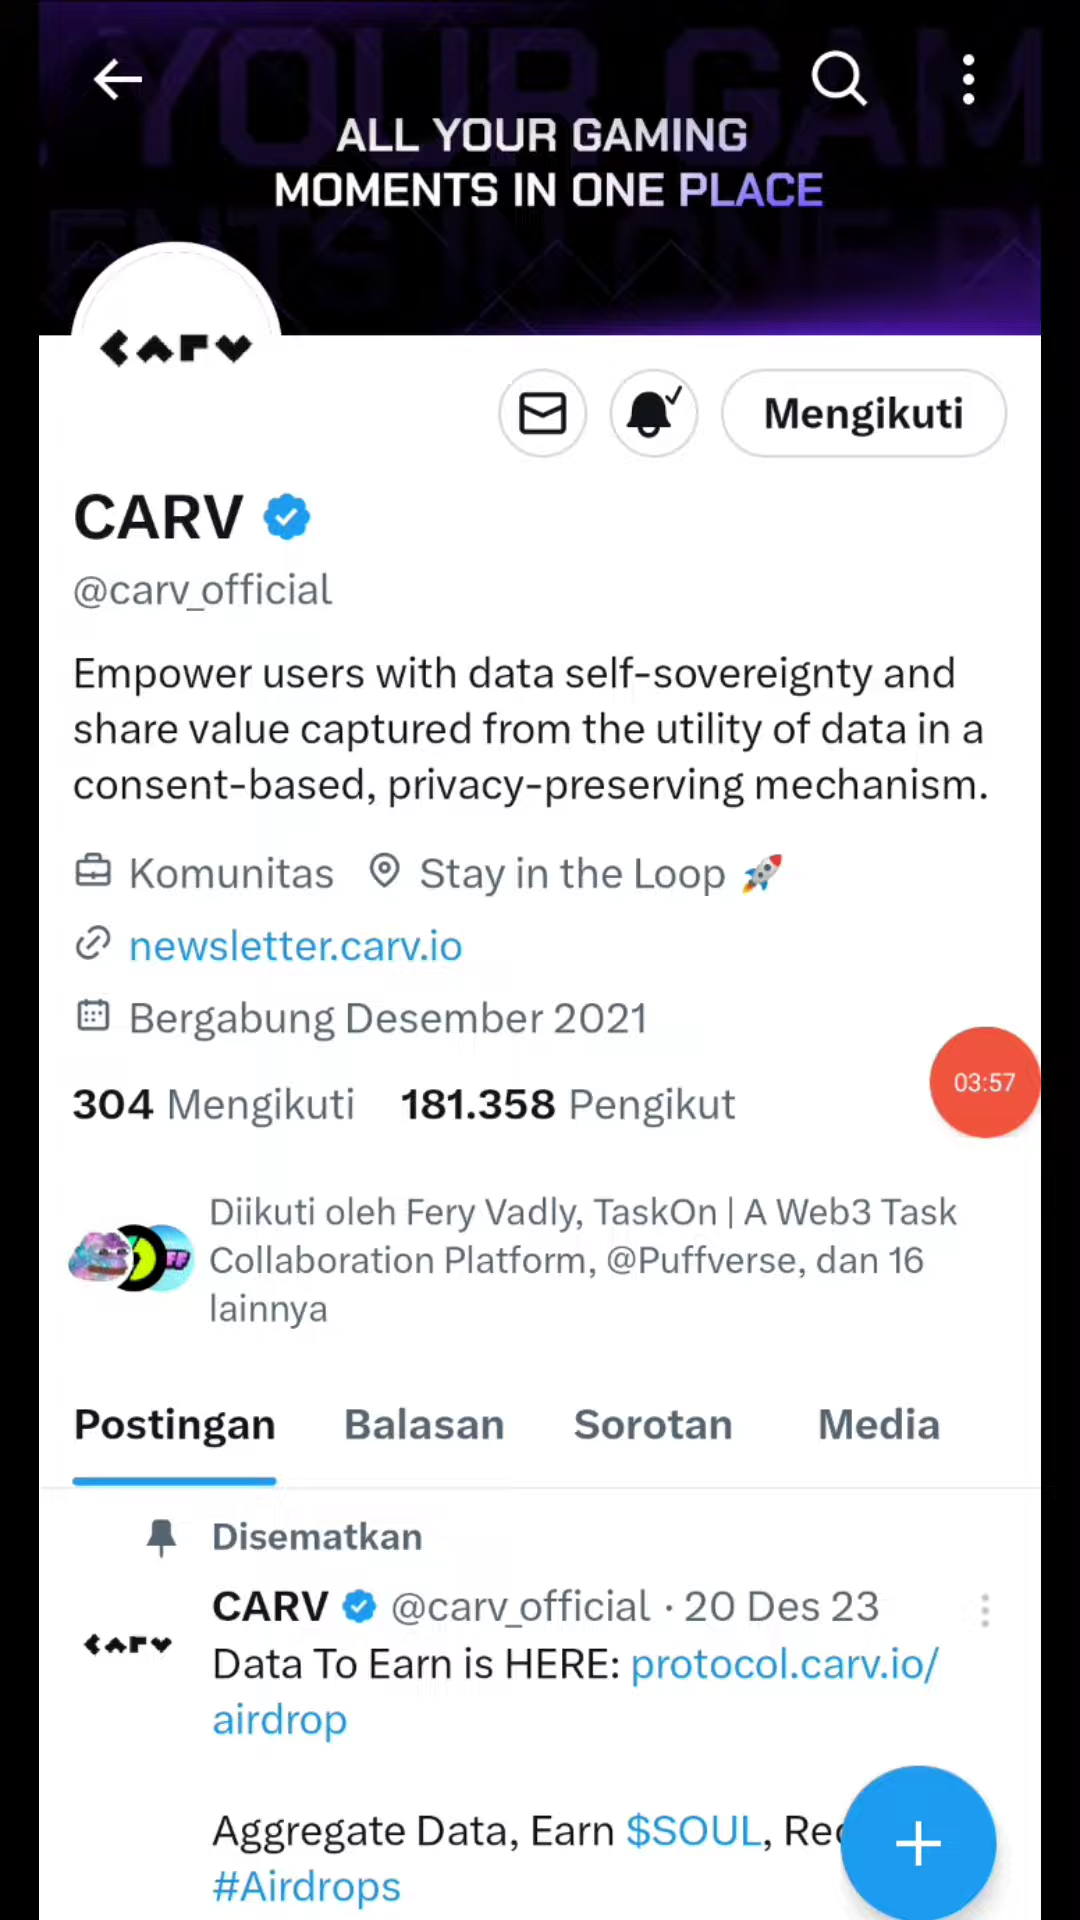 ALL YOUR GAMING
MOMENTS IN ONE PLACE
CARV
Mengikuti
CARV
@carv_official
Empower users with data self-sovereignty and
share value captured from the utility of data in a
consent-based, privacy-preserving mechanism.
Komunitas Stay in the Loop 🚀
newsletter.carv.io
Bergabung Desember 2021
304 Mengikuti 181.358 Pengikut
03:57
Diikuti oleh Fery Vadly, TaskOn | A Web3 Task
Collaboration Platform, @Puffverse, dan 16
lainnya
Postingan Balasan Sorotan Media
Disematkan
CARV @carv_official · 20 Des 23
CARV
Data To Earn is HERE: protocol.carv.io/
airdrop
Aggregate Data, Earn $SOUL,
#Airdrops